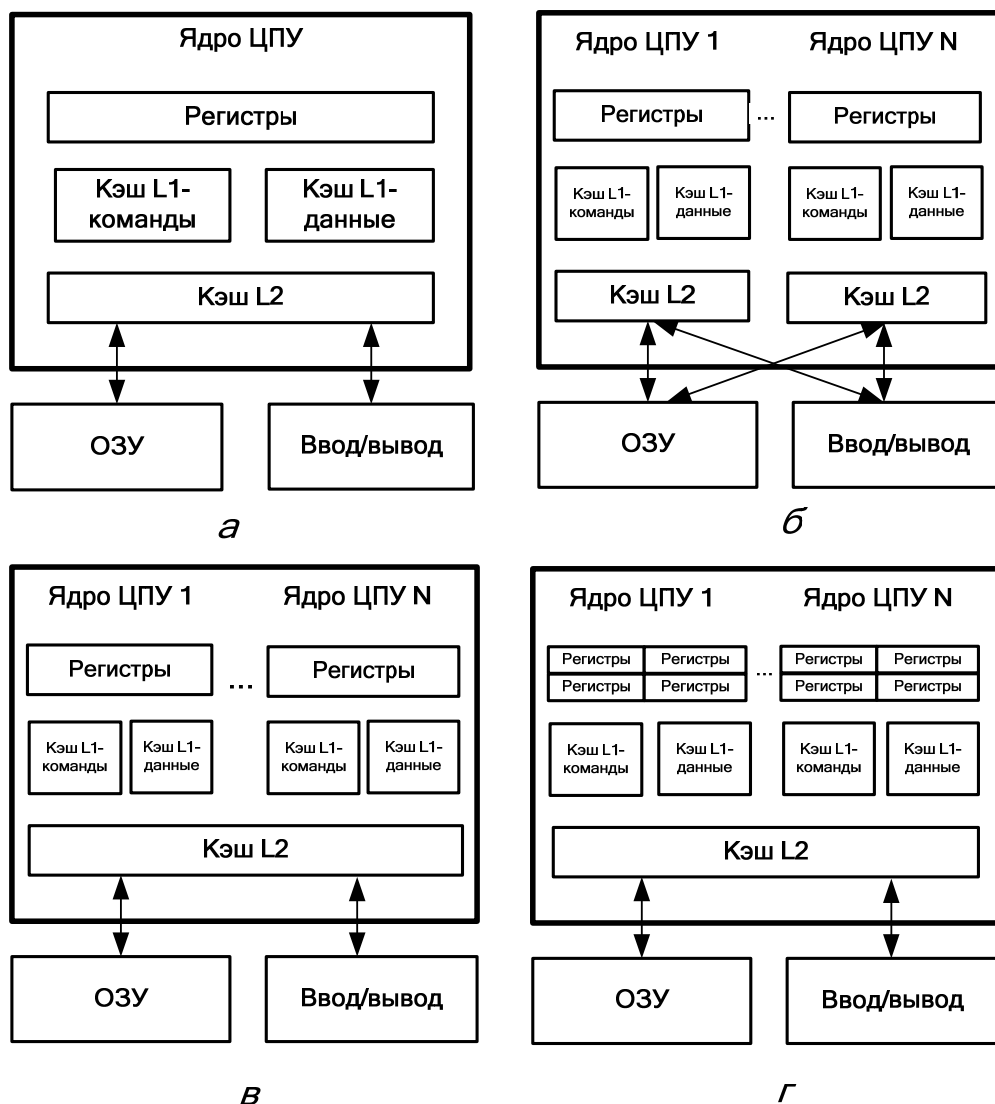 Ядро ЦПУ
Регистры
Кэш L1-
команды
Кэш L1-
данные
Кэш L2
ОЗУ
Ввод/вывод
а
Ядро ЦПУ 1
Ядро ЦПУ N
Регистры
...
Регистры
Кэш L1-
команды
Кэш L1-
данные
Кэш L1-
команды
Кэш L1-
данные
Кэш L2
Кэш L2
ОЗУ
Ввод/вывод
б
Ядро ЦПУ 1
Ядро ЦПУ N
Регистры
...
Регистры
Кэш L1-
команды
Кэш L1-
данные
Кэш L1-
команды
Кэш L1-
данные
Кэш L2
ОЗУ
Ввод/вывод
в
Ядро ЦПУ 1
Ядро ЦПУ N
Регистры
Регистры
Регистры
Регистры
...
Регистры
Регистры
Регистры
Регистры
Кэш L1-
команды
Кэш L1-
данные
Кэш L1-
команды
Кэш L1-
данные
Кэш L2
ОЗУ
Ввод/вывод
г